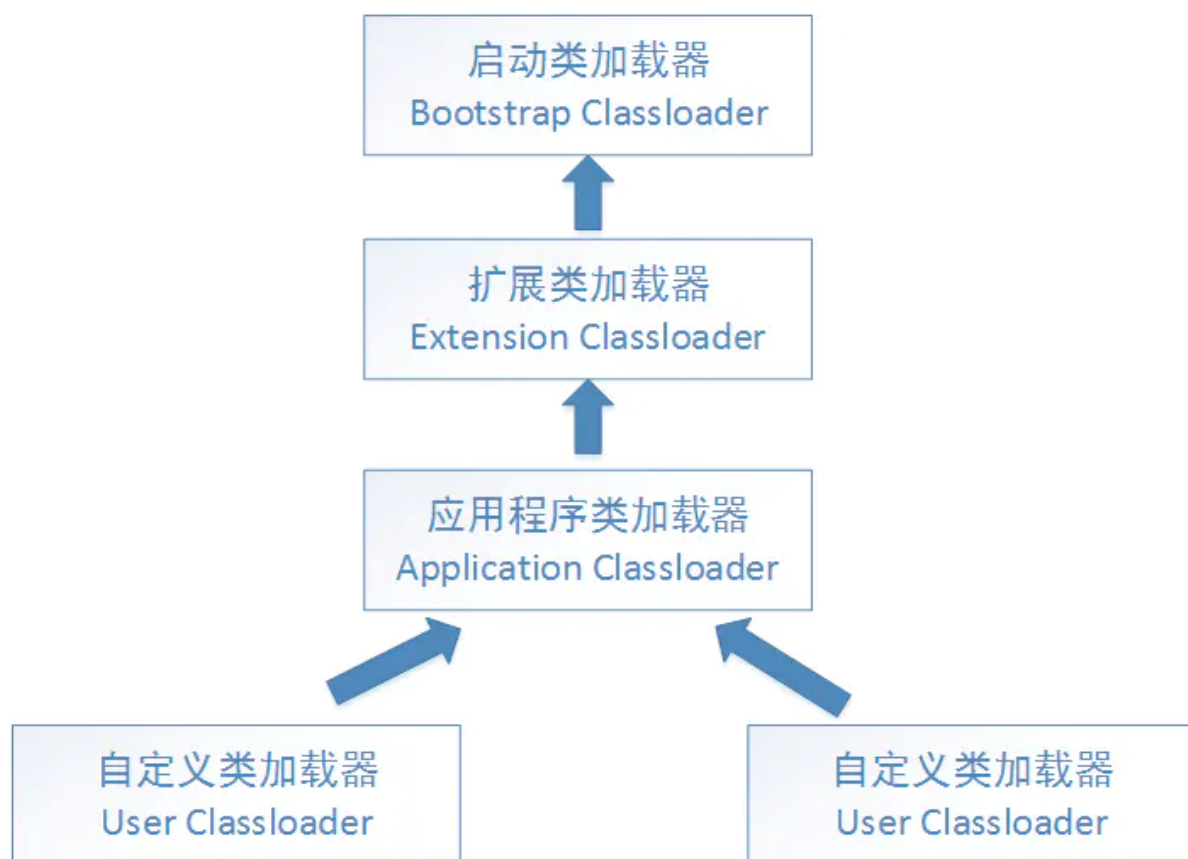 启动类加载器
Bootstrap Classloader
扩展类加载器
Extension Classloader
应用程序类加载器
Application Classloader
自定义类加载器
User Classloader
自定义类加载器
User Classloader